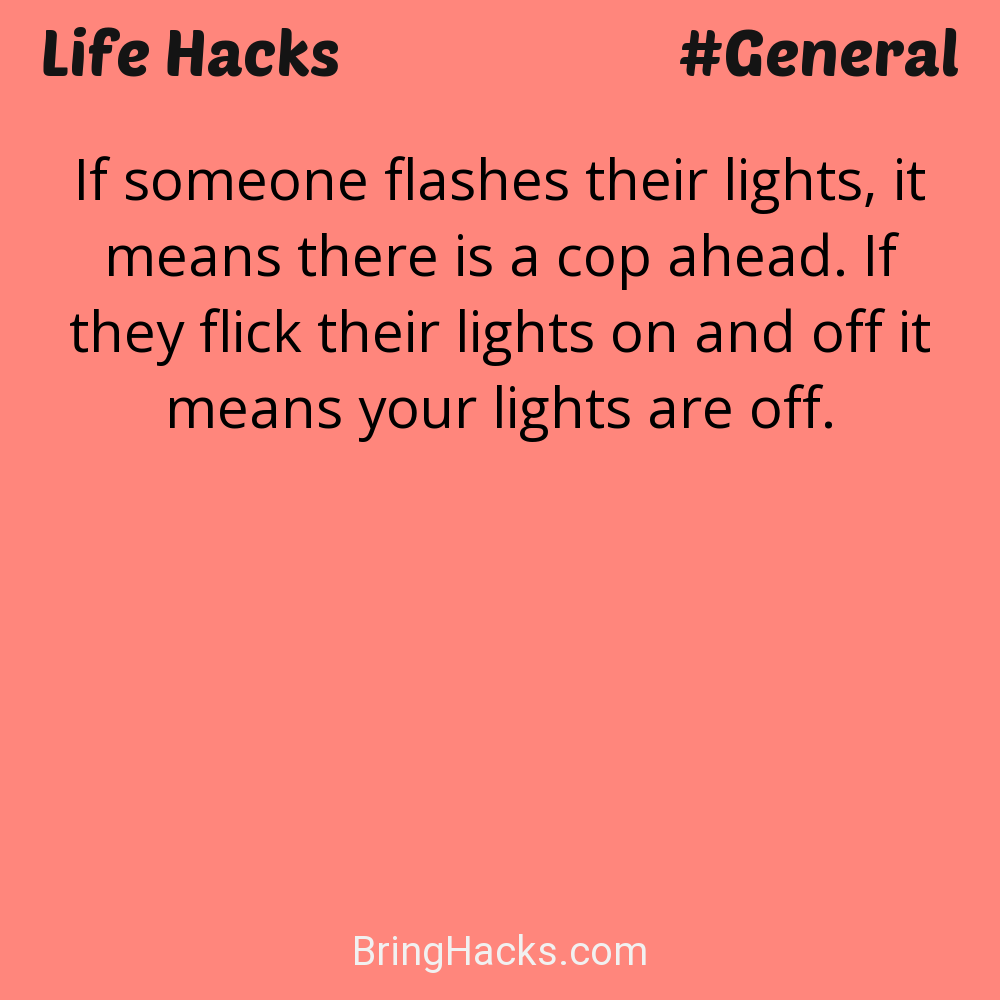 Life Hacks #General
If someone flashes their lights, it
means there is a cop ahead. If
they flick their lights on and off it
means your lights are off.
BringHacks.com